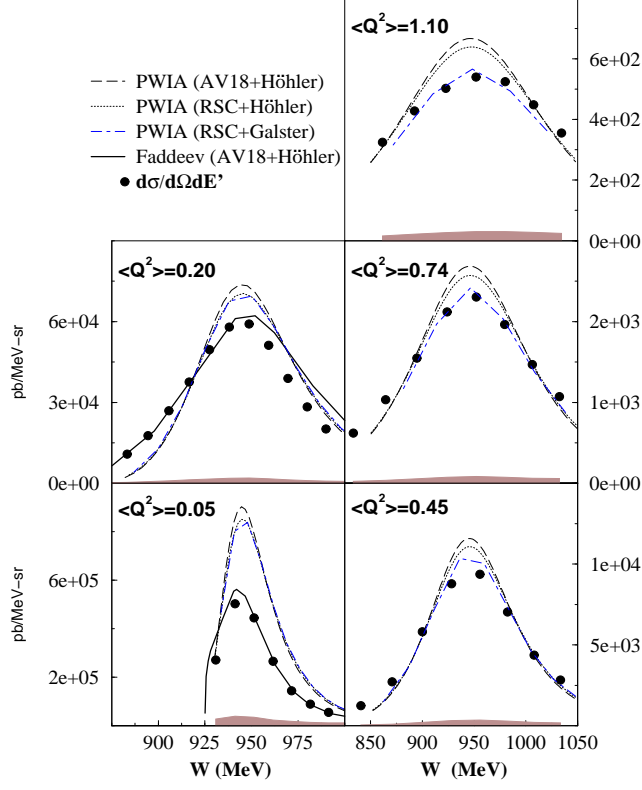 <Q²>=1.10
PWIA (AV18+Höhler)
PWIA (RSC+Höhler)
PWIA (RSC+Galster)
Faddeev (AV18+Höhler)
dσ/dΩdE’
6e+02
4e+02
2e+02
0e+00
<Q²>=0.20
<Q²>=0.74
6e+04
3e+04
0e+00
pb/MeV−sr
2e+03
1e+03
0e+00
<Q²>=0.05
<Q²>=0.45
6e+05
2e+05
pb/MeV−sr
1e+04
5e+03
900 925 950 975
850 900 950 1000 1050
W (MeV)
W (MeV)